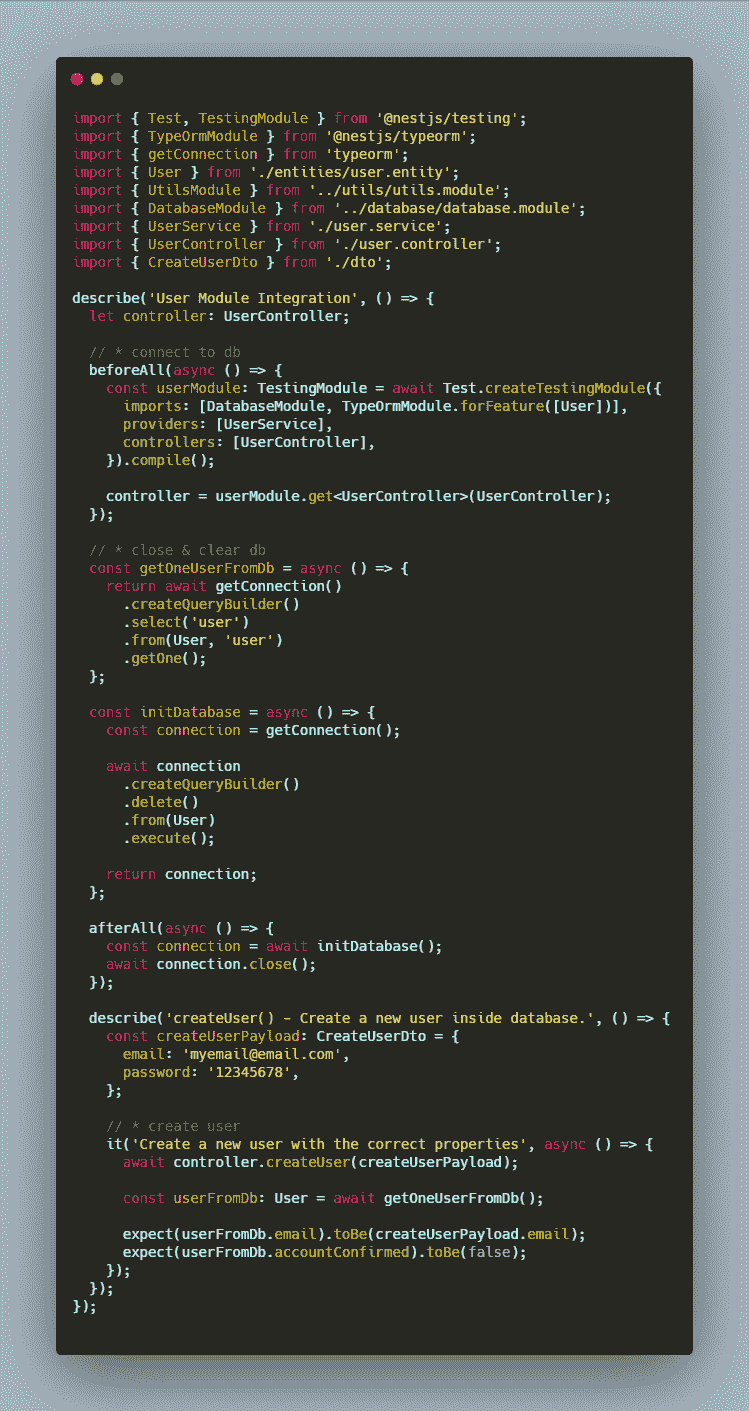 import { Test, TestingModule } from '@nestjs/testing';
import { TypeOrmModule } from '@nestjs/typeorm';
import { getConnection } from 'typeorm';
import { User } from './entities/user.entity';
import { UtilsModule } from '../utils/utils.module';
import { DatabaseModule } from '../database/database.module';
import { UserService } from './user.service';
import { UserController } from './user.controller';
import { CreateUserDto } from './dto';

describe('User Module Integration', () => {
  let controller: UserController;

  // * connect to db
  beforeAll(async () => {
    const userModule: TestingModule = await Test.createTestingModule({
      imports: [DatabaseModule, TypeOrmModule.forFeature([User])],
      providers: [UserService],
      controllers: [UserController],
    }).compile();

    controller = userModule.get<UserController>(UserController);
  });

  // * close & clear db
  const getOneUserFromDb = async () => {
    return await getConnection()
      .createQueryBuilder()
      .select('user')
      .from(User, 'user')
      .getOne();
  };

  const initDatabase = async () => {
    const connection = getConnection();

    await connection
      .createQueryBuilder()
      .delete()
      .from(User)
      .execute();

    return connection;
  };

  afterAll(async () => {
    const connection = await initDatabase();
    await connection.close();
  });

  describe('createUser() - Create a new user inside database.', () => {
    const createUserPayload: CreateUserDto = {
      email: 'myemail@email.com',
      password: '12345678',
    };

    // * create user
    it('Create a new user with the correct properties', async () => {
      await controller.createUser(createUserPayload);

      const userFromDb: User = await getOneUserFromDb();

      expect(userFromDb.email).toBe(createUserPayload.email);
      expect(userFromDb.accountConfirmed).toBe(false);
    });
  });
});